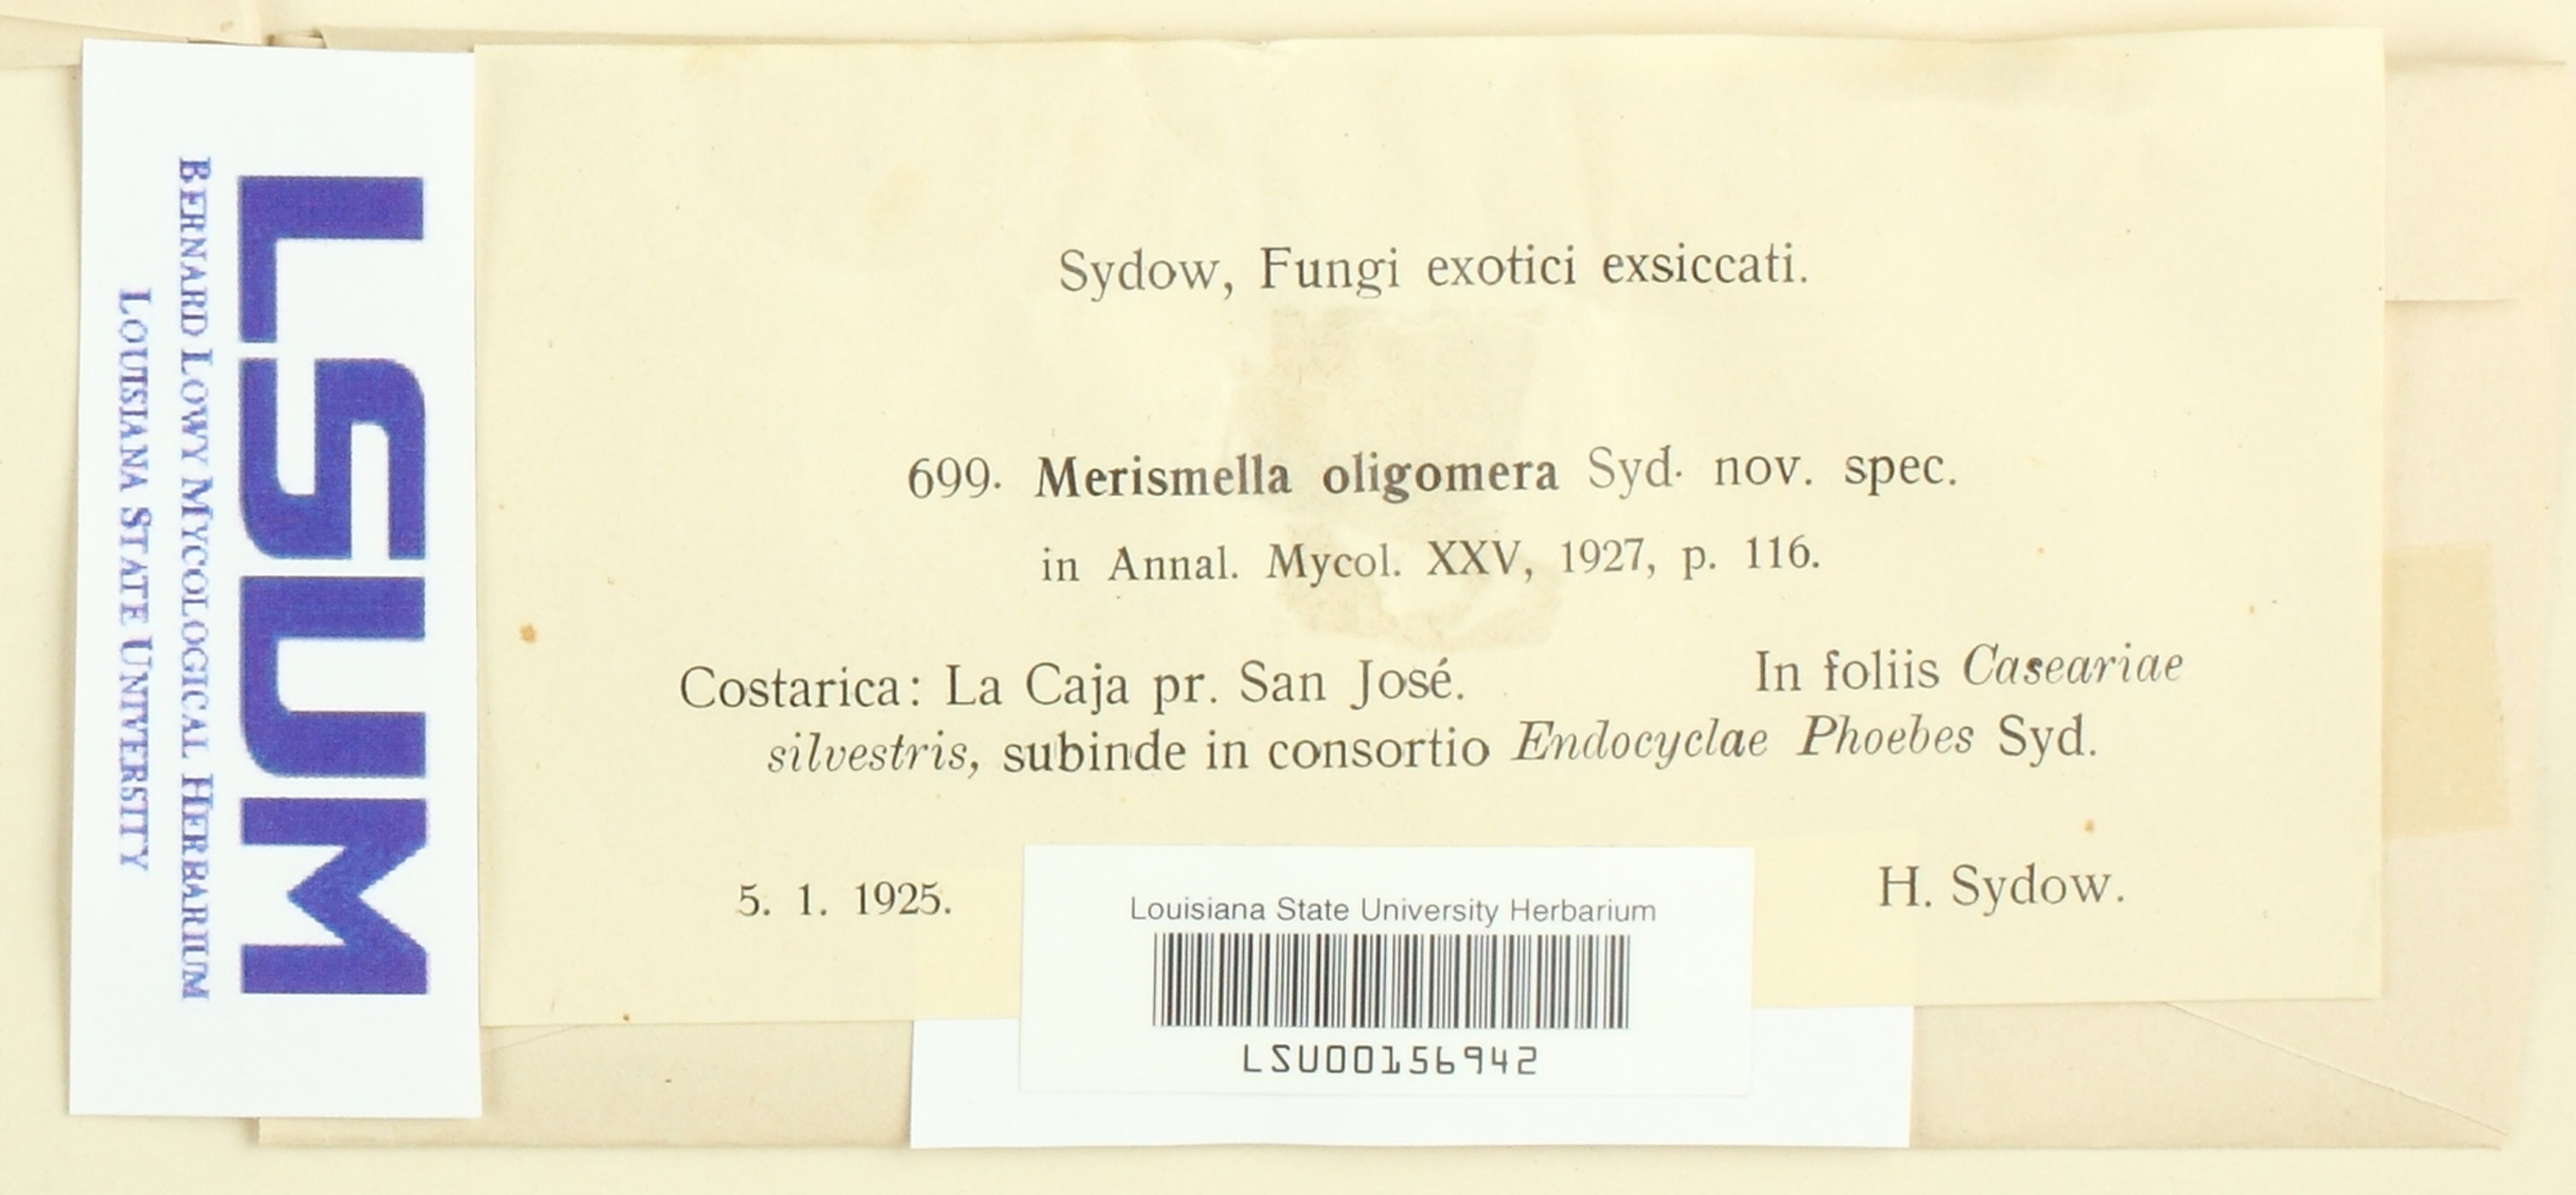 LSUM
BERNARD LOWY MYCOLOGICAL HERBARIUM
LOUISIANA STATE UNIVERSITY
Sydow, Fungi exotici exsiccati.
699. Merismella oligomera Syd. nov. spec.
in Annal. Mycol. XXV, 1927, p. 116.
Costarica: La Caja pr. San José. In foliis Caseariae
silvestris, subinde in consortio Endocyclae Phoebes Syd.
5. 1. 1925. H. Sydow.
Louisiana State University Herbarium
LSU00156942